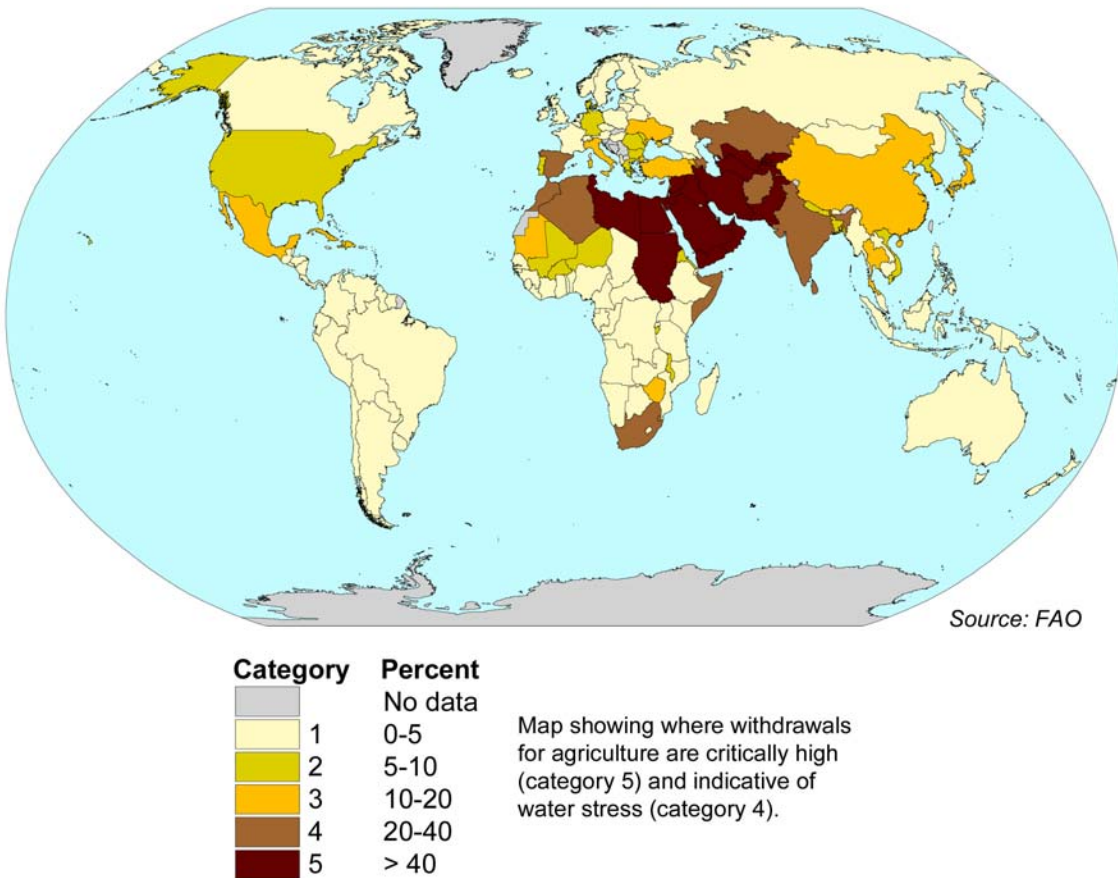 Source: FAO
Category Percent
No data
1 0-5
2 5-10
3 10-20
4 20-40
5 > 40
Map showing where withdrawals
for agriculture are critically high
(category 5) and indicative of
water stress (category 4).